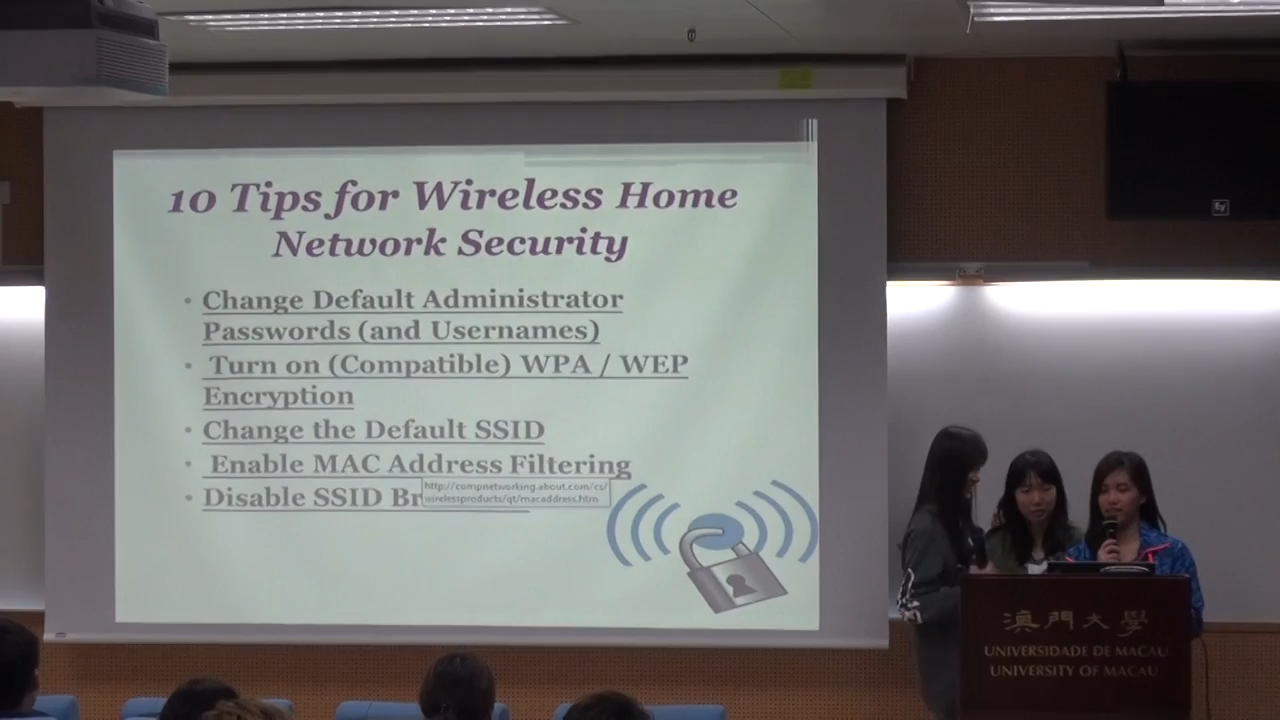 10 Tips for Wireless Home
Network Security
• Change Default Administrator
Passwords (and Usernames)
• Turn on (Compatible) WPA / WEP
Encryption
• Change the Default SSID
• Enable MAC Address Filtering
• Disable SSID Br
http://compnetworking.about.com/cs/
wirelessproducts/qt/macaddress.htm
EV
澳門大學
UNIVERSIDADE DE MACAU
UNIVERSITY OF MACAU